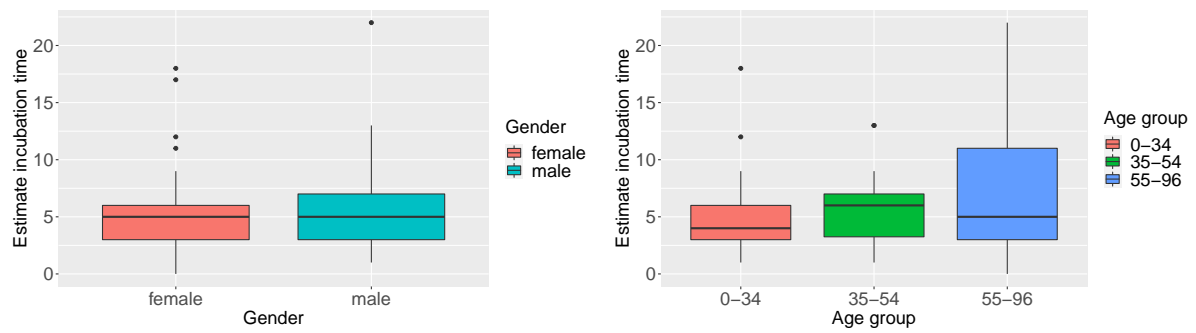 Estimate incubation time
20
15
10
5
0
female
male
Gender
Gender
female
male
Estimate incubation time
20
15
10
5
0
0−34
35−54
55−96
Age group
Age group
0−34
35−54
55−96